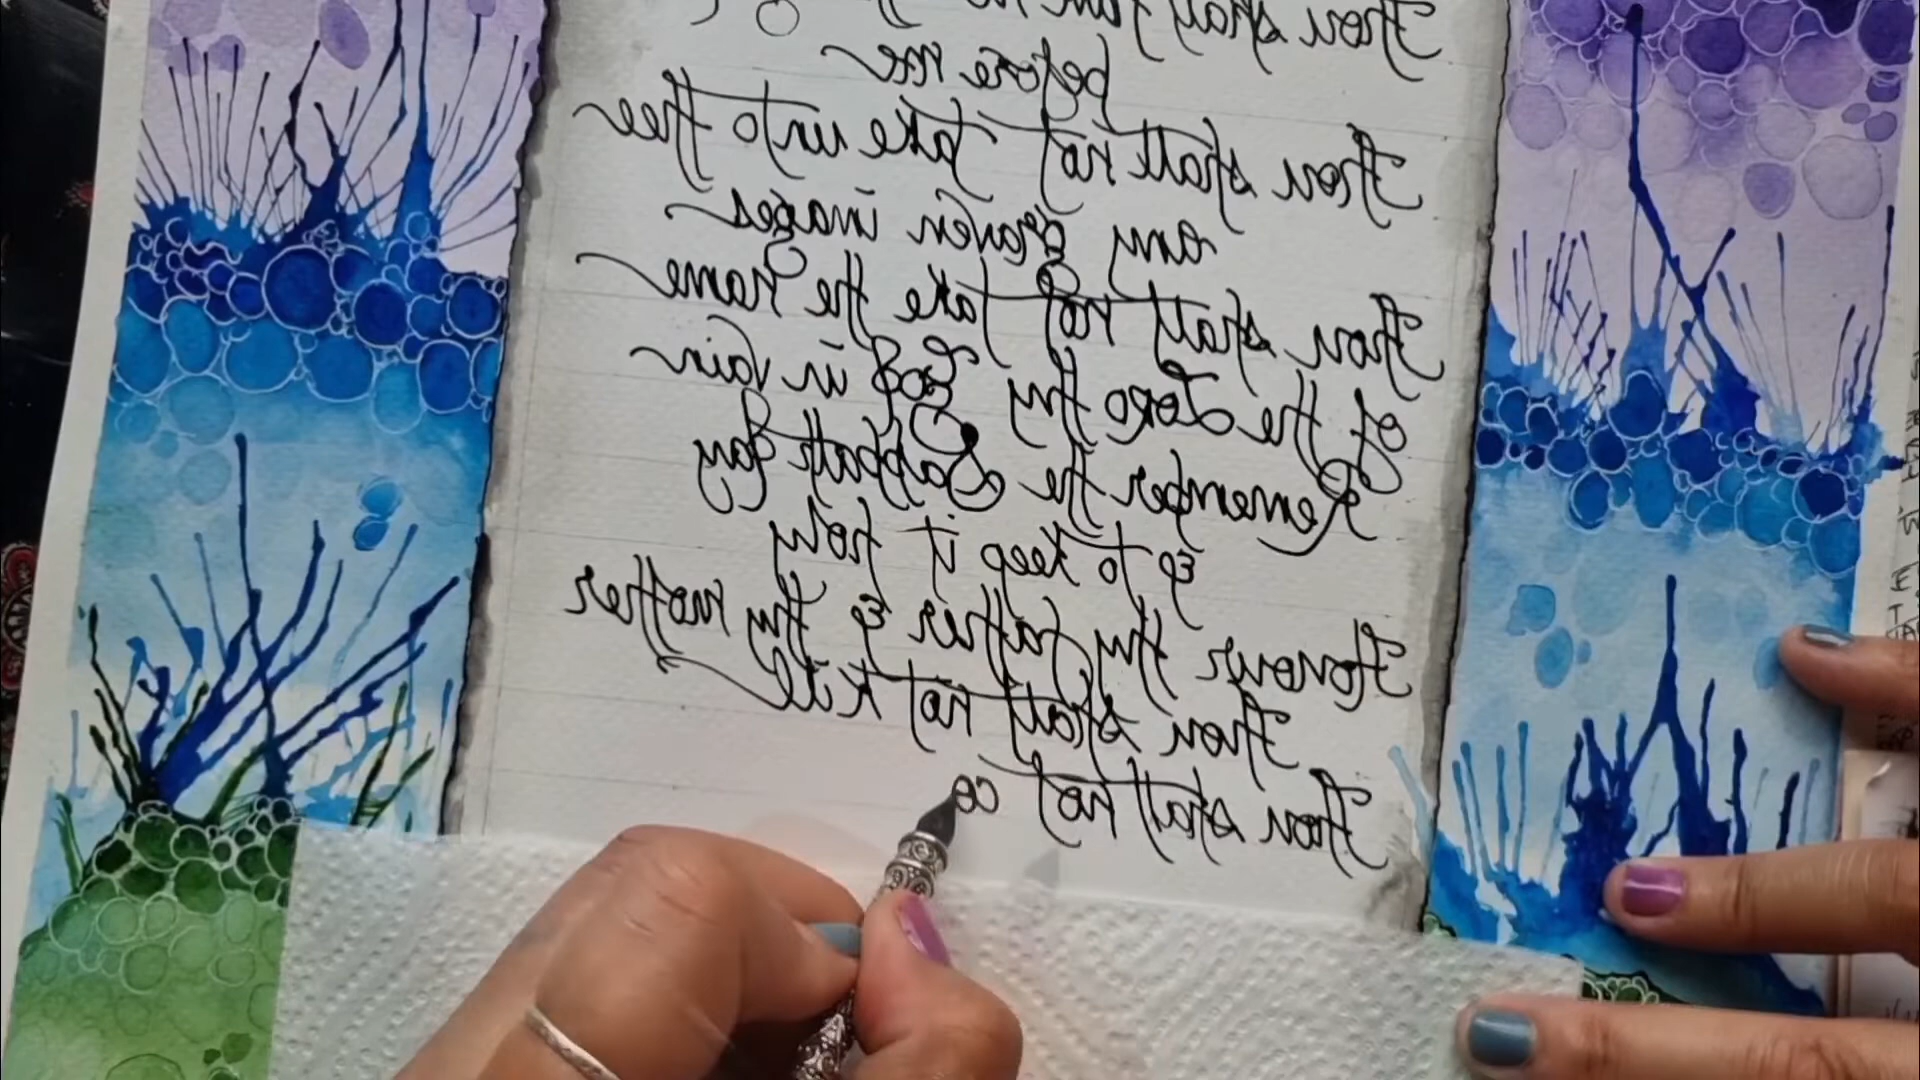 Thou shalt have no
before me
Thou shalt not take unto thee
any graven images
Thou shalt not take the name
of the Lord thy God in vain
Remember the Sabbath day
& to keep it holy
Honour thy father & thy mother
Thou shalt not kill
Thou shalt not co